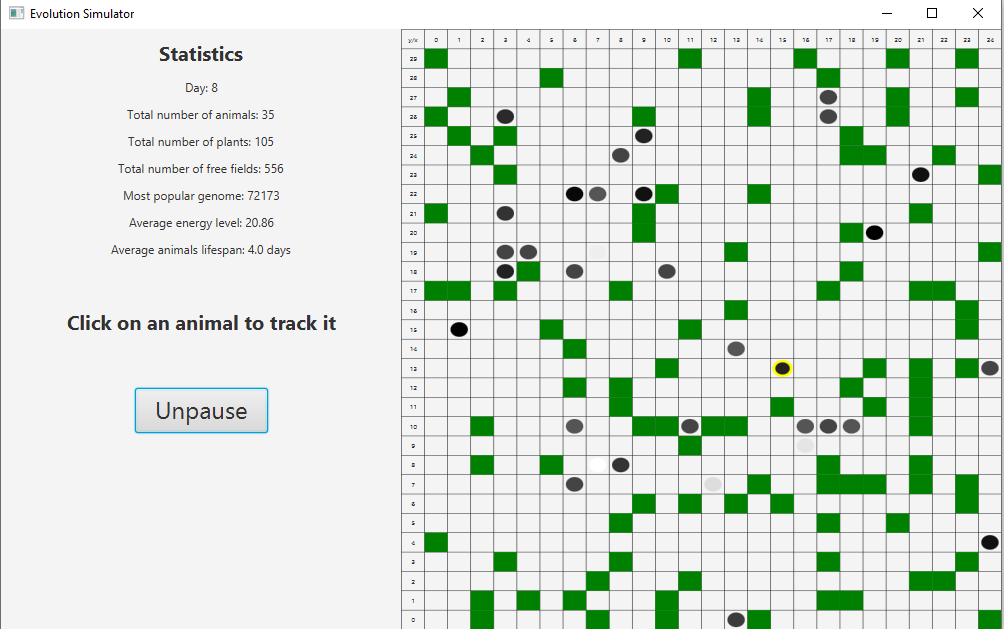 Evolution Simulator
Statistics
Day: 8
Total number of animals: 35
Total number of plants: 105
Total number of free fields: 556
Most popular genome: 72173
Average energy level: 20.86
Average animals lifespan: 4.0 days
Click on an animal to track it
Unpause
y/x 0 1 2 3 4 5 6 7 8 9 10 11 12 13 14 15 16 17 18 19 20 21 22 23 24
29
28
27
26
25
24
23
22
21
20
19
18
17
16
15
14
13
12
11
10
9
8
7
6
5
4
3
2
1
0